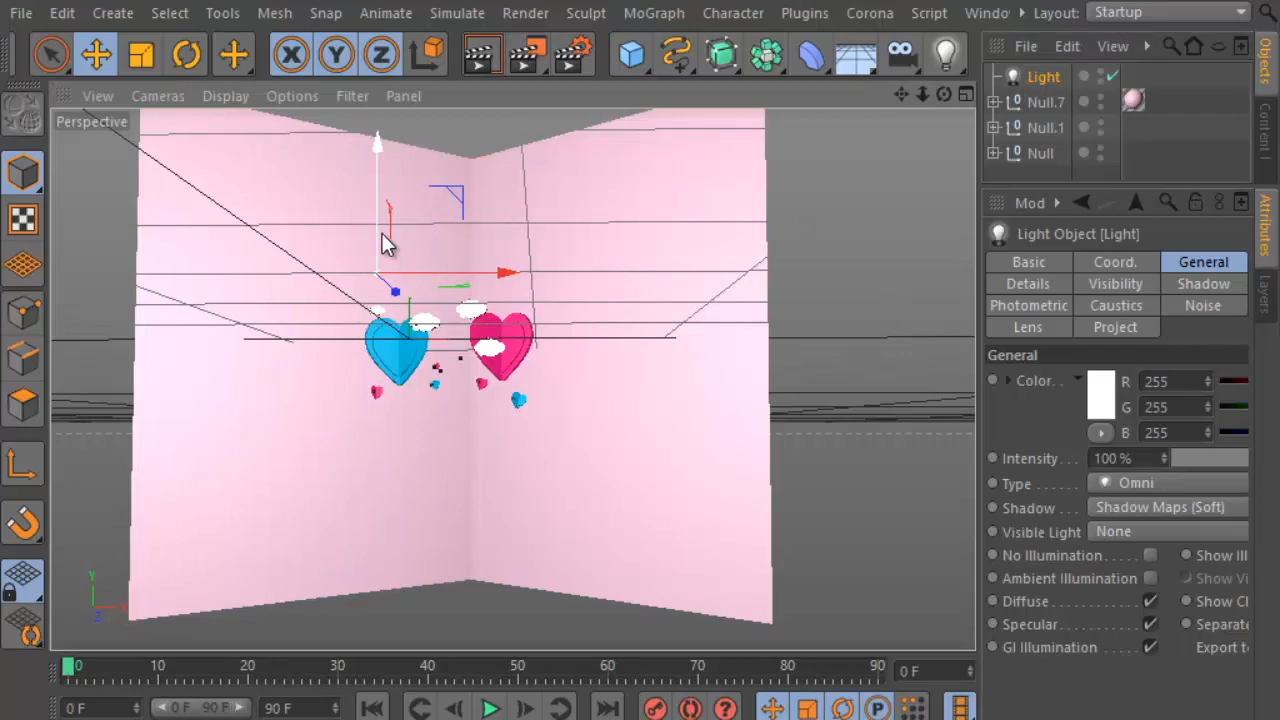 File Edit Create Select Tools Mesh Snap Animate Simulate Render Sculpt MoGraph Character Plugins Corona Script Windo Layout: Startup
X Y Z
File Edit View
Objects
Content
Light
Null.7
Null.1
Null
View Cameras Display Options Filter Panel
Perspective
Mod
Attributes
Layers
Light Object [Light]
Basic Coord. General
Details Visibility Shadow
Photometric Caustics Noise
Lens Project
General
Color. . R 255
G 255
B 255
Intensity. . . 100 %
Type . . . . . . Omni
Shadow . . . Shadow Maps (Soft)
Visible Light None
No Illumination . . . . . Show Ill
Ambient Illumination Show Vi
Diffuse . . . . . . . . . . . . Show Cl
Specular. . . . . . . . . . . Separate
GI Illumination . . . . . Export to
Y
X
Z
0 10 20 30 40 50 60 70 80 90 0 F
0 F 0 F 90 F 90 F
? P